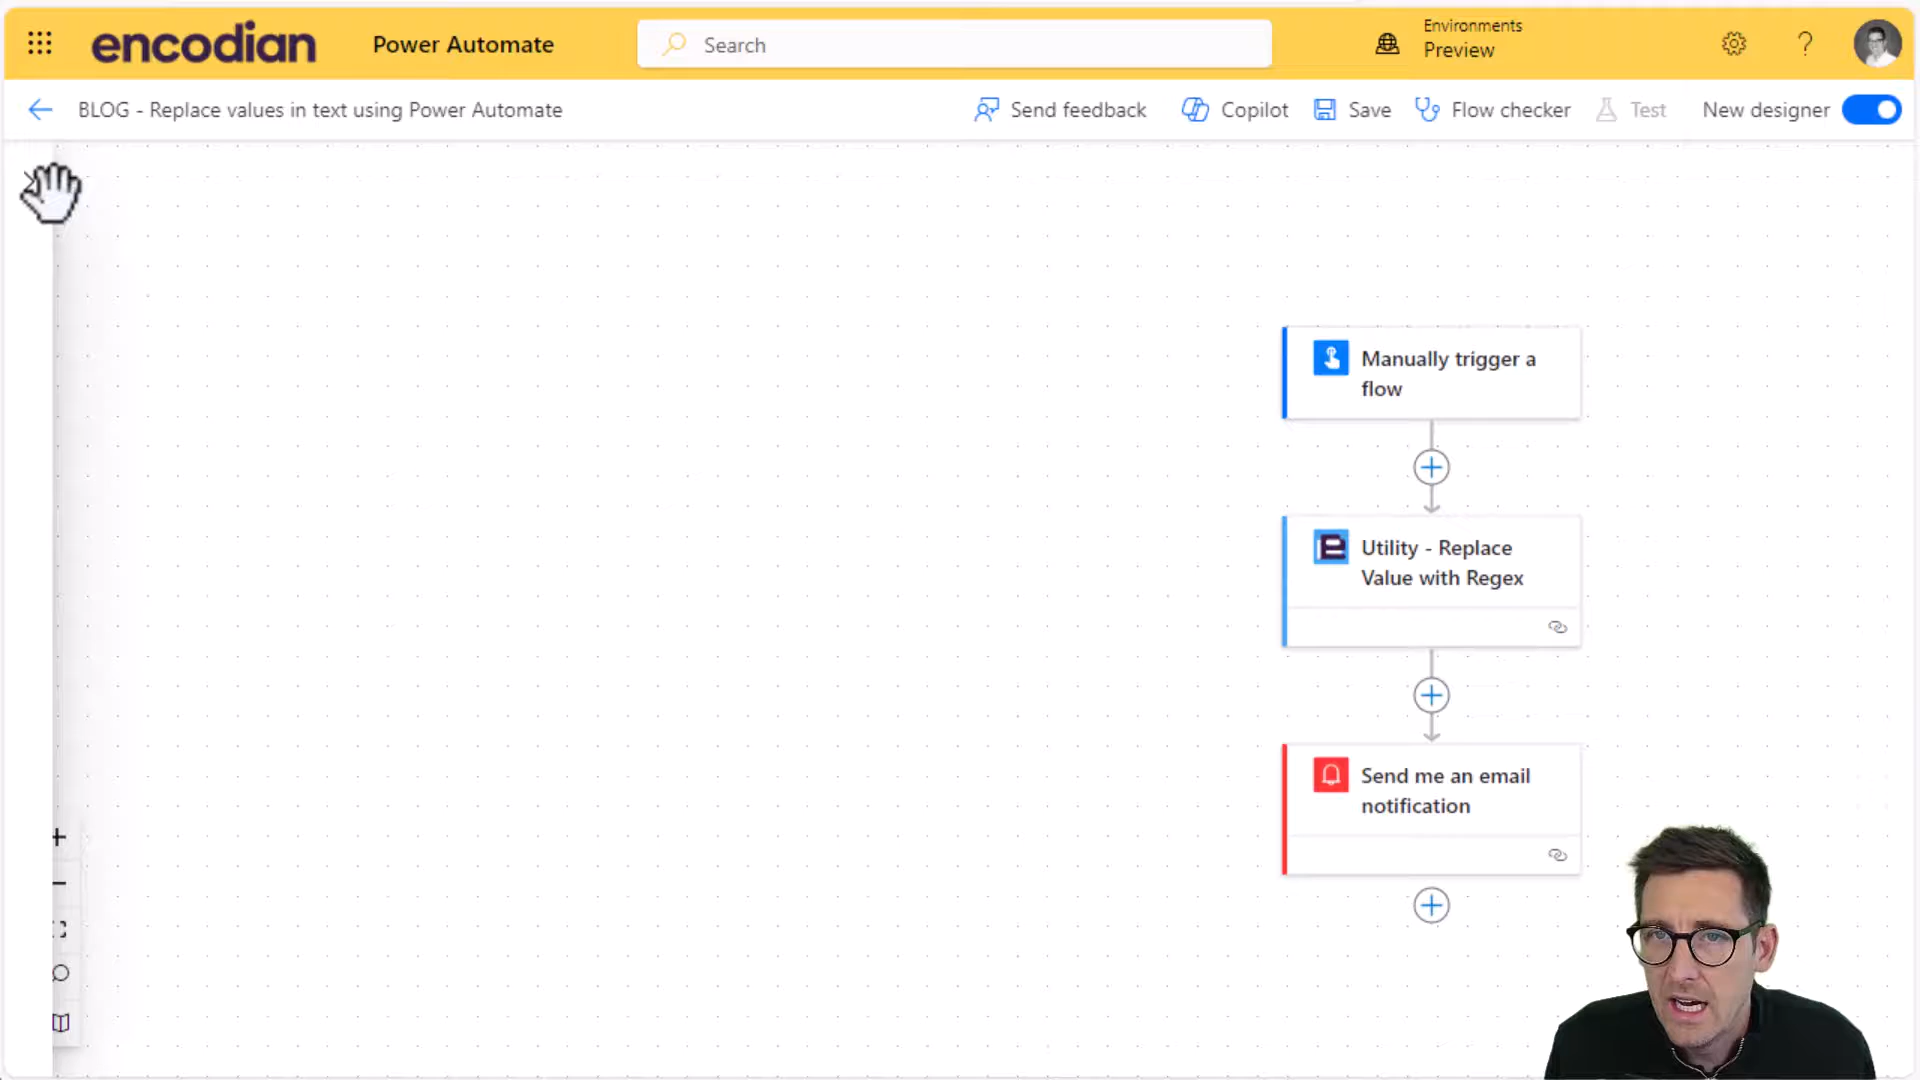 encodian
Power Automate
Search
Environments
Preview
BLOG - Replace values in text using Power Automate
Send feedback
Copilot
Save
Flow checker
Test
New designer
Manually trigger a
flow
Utility - Replace
Value with Regex
Send me an email
notification